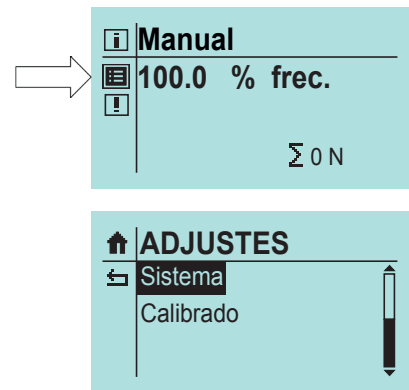 Manual
100.0 % frec.
Σ 0 N
ADJUSTES
Sistema
Calibrado